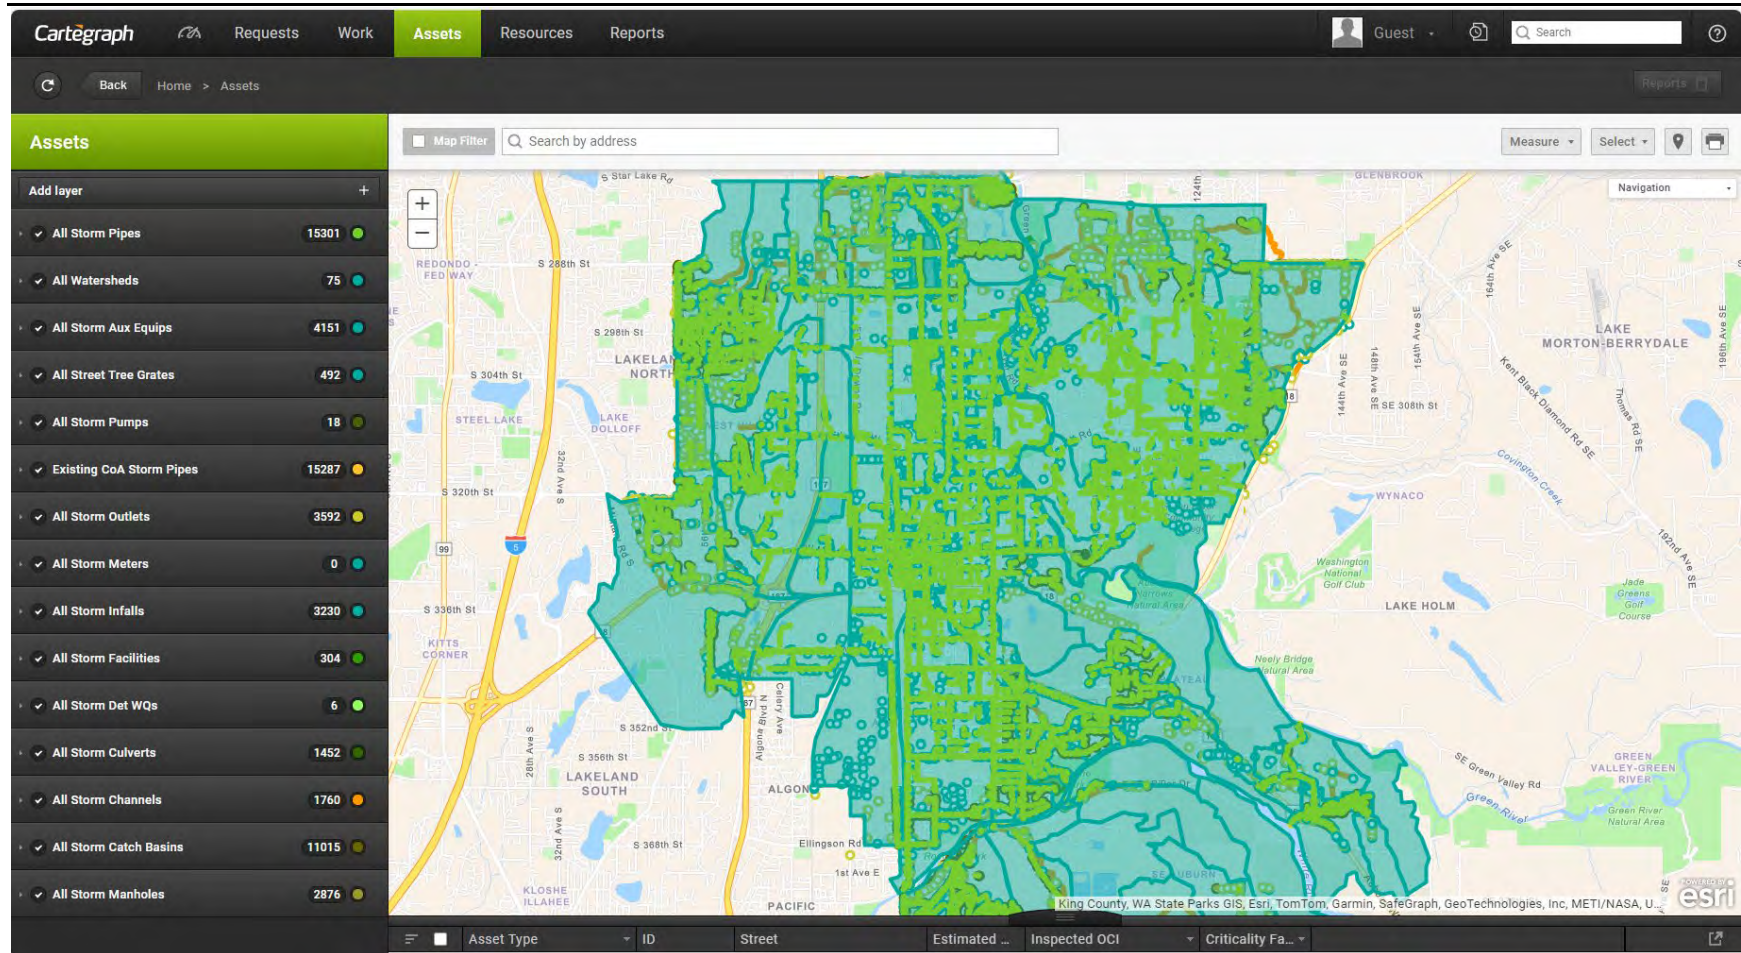 Cartēgraph Requests Work Assets Resources Reports Guest Search
Back Home > Assets Reports
Assets
Map Filter Search by address Measure Select
Add layer +
Navigation
All Storm Pipes 15301
All Watersheds 75
All Storm Aux Equips 4151
All Street Tree Grates 492
All Storm Pumps 18
Existing CoA Storm Pipes 15287
All Storm Outlets 3592
All Storm Meters 0
All Storm Infalls 3230
All Storm Facilities 304
All Storm Det WQs 6
All Storm Culverts 1452
All Storm Channels 1760
All Storm Catch Basins 11015
All Storm Manholes 2876
+
−
S Star Lake Rd
124th
GLENBROOK
REDONDO -
FED WAY
S 288th St
164th Ave SE
196th Ave SE
S 298th St
LAKE
MORTON-BERRYDALE
S 304th St
154th Ave SE
148th Ave SE
144th Ave SE
SE 308th St
Kent Black Diamond Rd SE
Thomas Rd SE
STEEL LAKE
LAKE
DOLLOFF
32nd Ave S
Covington Creek
S 320th St
WYNACO
18
99
5
192nd Ave SE
Washington
National
Golf Club
Jade
Greens
Golf
Course
S 336th St
18
LAKE HOLM
KITTS
CORNER
Neely Bridge
Natural Area
Celery Ave
Algona Blvd N
S 352nd St
28th Ave S
S 356th St
LAKELAND
SOUTH
GREEN
VALLEY-GREEN
RIVER
SE Green Valley Rd
Green River
Green River
Natural Area
32nd Ave S
S 368th St
Ellingson Rd
1st Ave E
KLOSHE
ILLAHEE
PACIFIC
King County, WA State Parks GIS, Esri, TomTom, Garmin, SafeGraph, GeoTechnologies, Inc, METI/NASA, U...
POWERED BY
esri
Asset Type ID Street Estimated ... Inspected OCI Criticality Fa...